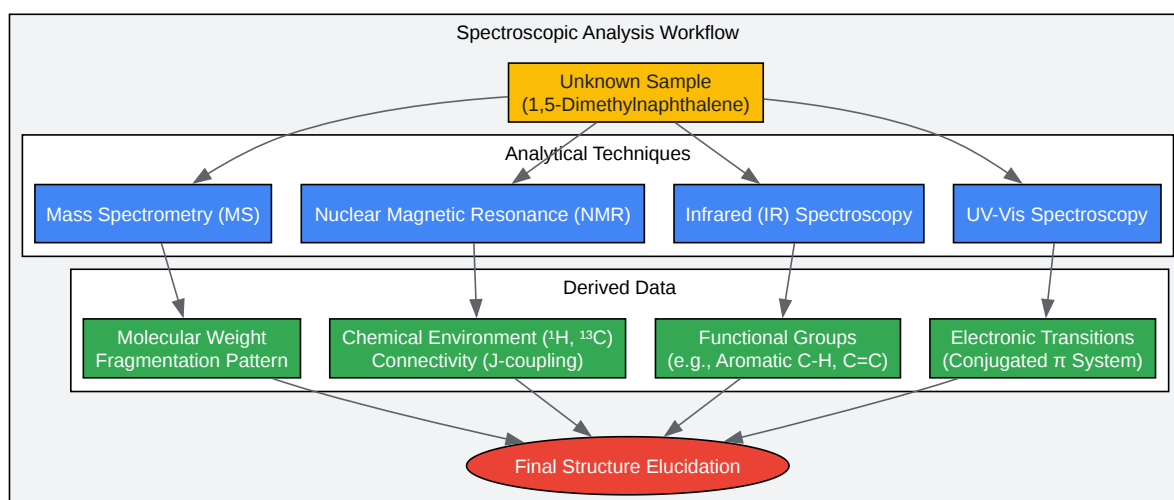 Spectroscopic Analysis Workflow
Unknown Sample
(1,5-Dimethylnaphthalene)
Analytical Techniques
Mass Spectrometry (MS)
Nuclear Magnetic Resonance (NMR)
Infrared (IR) Spectroscopy
UV-Vis Spectroscopy
Derived Data
Molecular Weight
Fragmentation Pattern
Chemical Environment (¹H, ¹³C)
Connectivity (J-coupling)
Functional Groups
(e.g., Aromatic C-H, C=C)
Electronic Transitions
(Conjugated π System)
Final Structure Elucidation